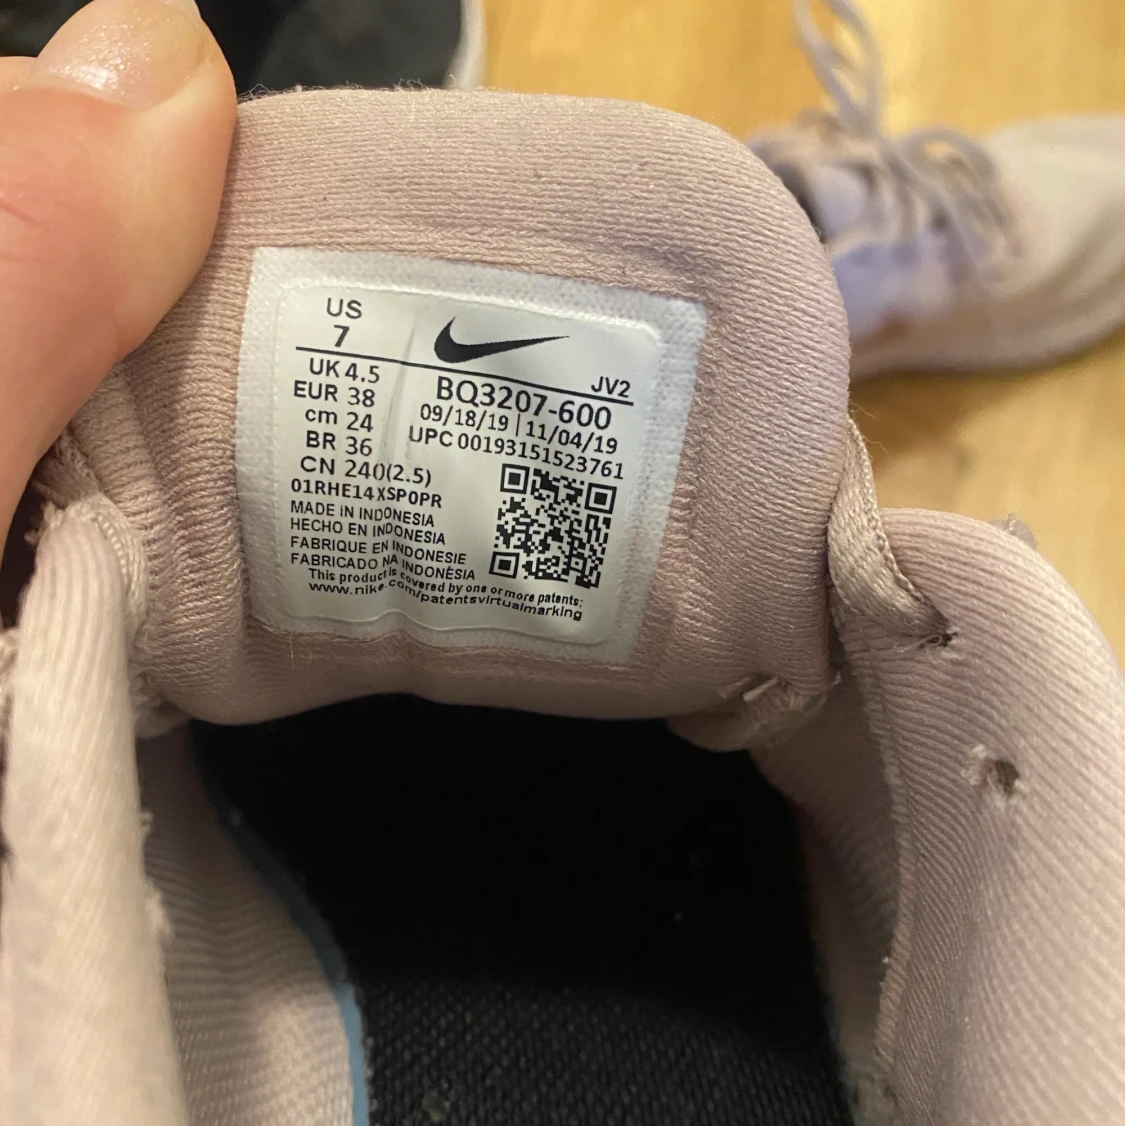 US
7
UK 4.5
EUR 38
cm 24
BR 36
CN 240(2.5)
01RHE14XSP0PR
MADE IN INDONESIA
HECHO EN INDONESIA
FABRIQUE EN INDONESIE
FABRICADO NA INDONÉSIA
JV2
BQ3207-600
09/18/19 | 11/04/19
UPC 00193151523761
This product is covered by one or more patents:
www.nike.com/patentsvirtualmarking